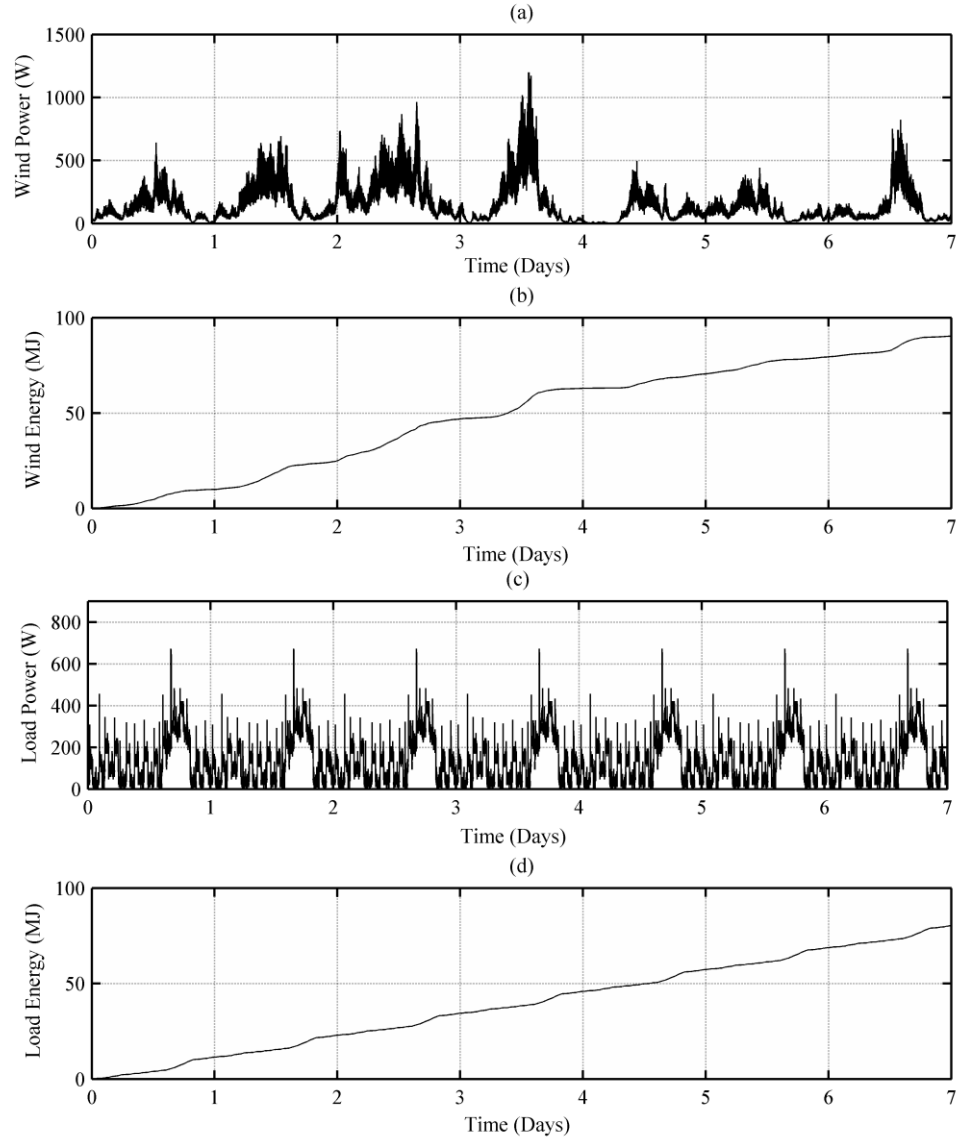 (a)
Wind Power (W)
1500
1000
500
0
0 1 2 3 4 5 6 7
Time (Days)
(b)
Wind Energy (MJ)
100
50
0
0 1 2 3 4 5 6 7
Time (Days)
(c)
Load Power (W)
800
600
400
200
0
0 1 2 3 4 5 6 7
Time (Days)
(d)
Load Energy (MJ)
100
50
0
0 1 2 3 4 5 6 7
Time (Days)